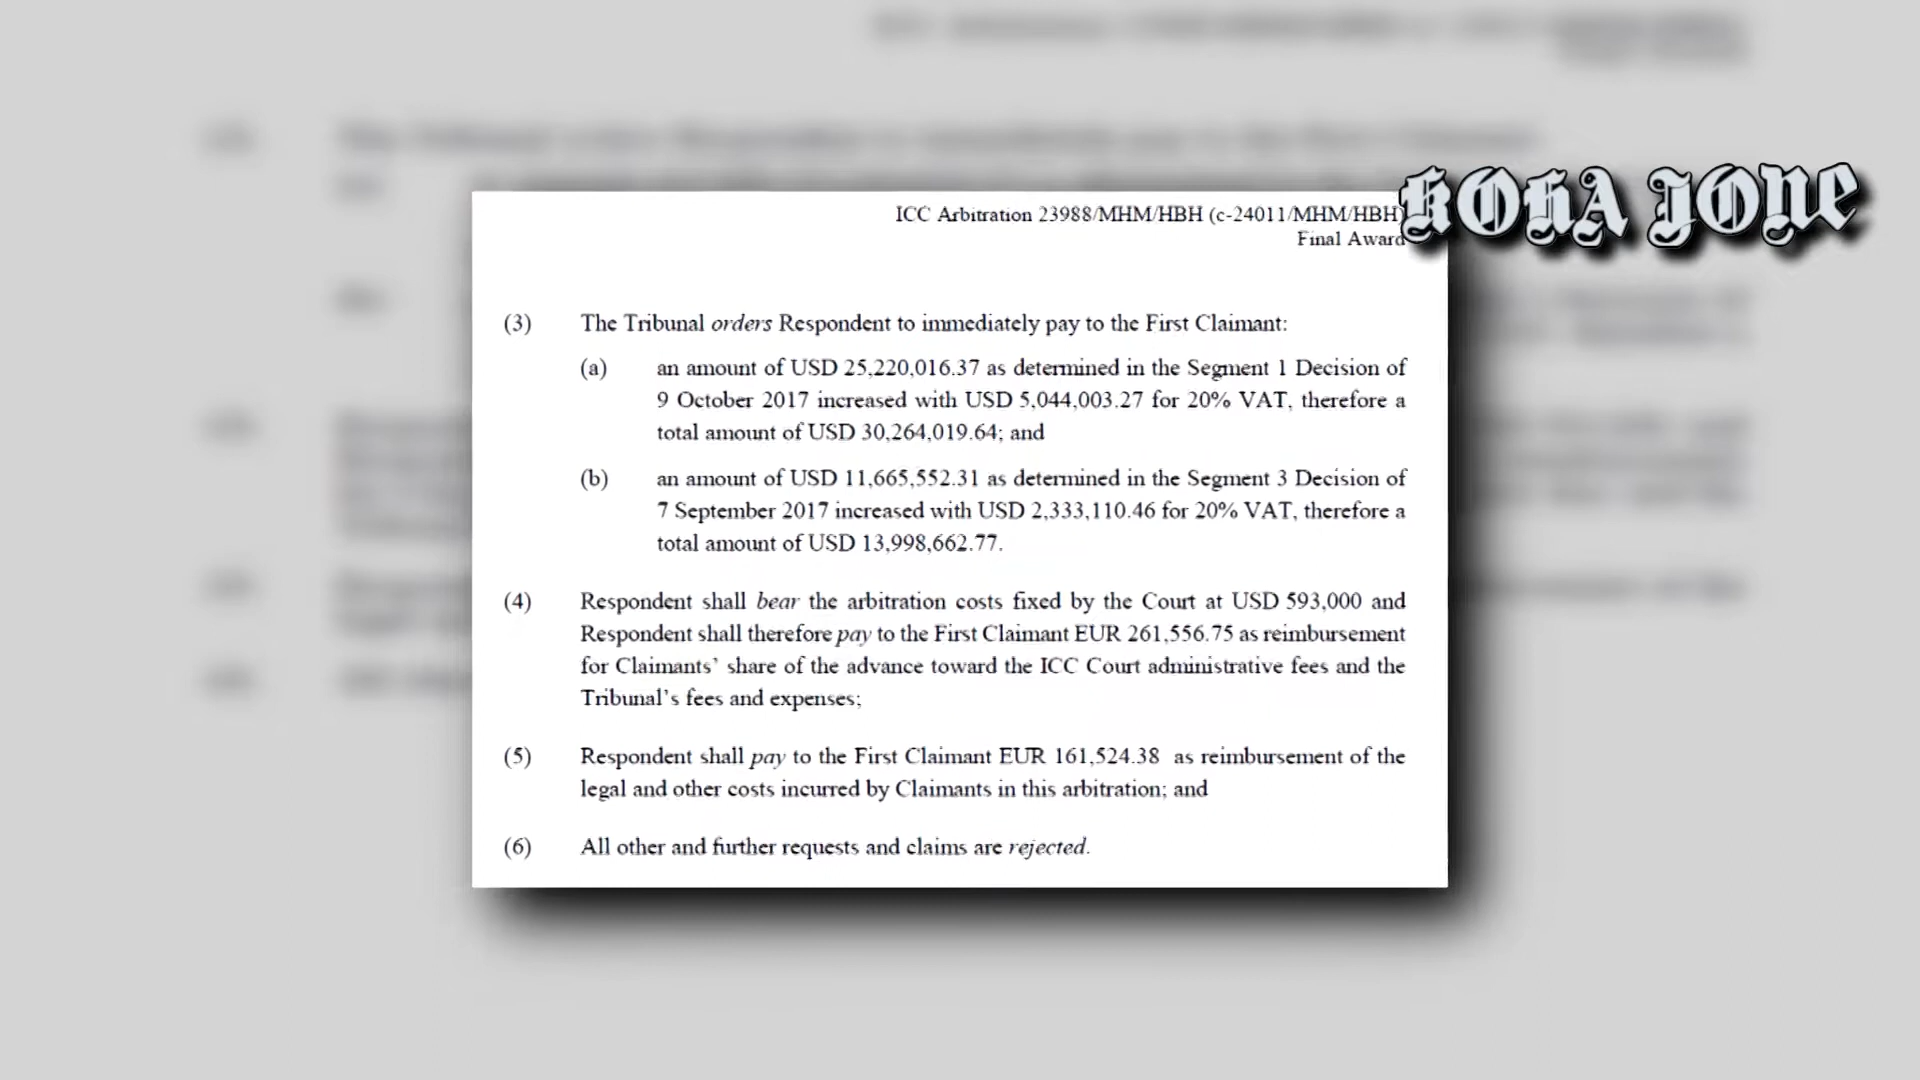 ICC Arbitration 23988/MHM/HBH (c-24011/MHM/HBH)
Final Award
KOHA JONE
(3) The Tribunal orders Respondent to immediately pay to the First Claimant:
(a) an amount of USD 25,220,016.37 as determined in the Segment 1 Decision of
9 October 2017 increased with USD 5,044,003.27 for 20% VAT, therefore a
total amount of USD 30,264,019.64; and
(b) an amount of USD 11,665,552.31 as determined in the Segment 3 Decision of
7 September 2017 increased with USD 2,333,110.46 for 20% VAT, therefore a
total amount of USD 13,998,662.77.
(4) Respondent shall bear the arbitration costs fixed by the Court at USD 593,000 and
Respondent shall therefore pay to the First Claimant EUR 261,556.75 as reimbursement
for Claimants’ share of the advance toward the ICC Court administrative fees and the
Tribunal’s fees and expenses;
(5) Respondent shall pay to the First Claimant EUR 161,524.38 as reimbursement of the
legal and other costs incurred by Claimants in this arbitration; and
(6) All other and further requests and claims are rejected.